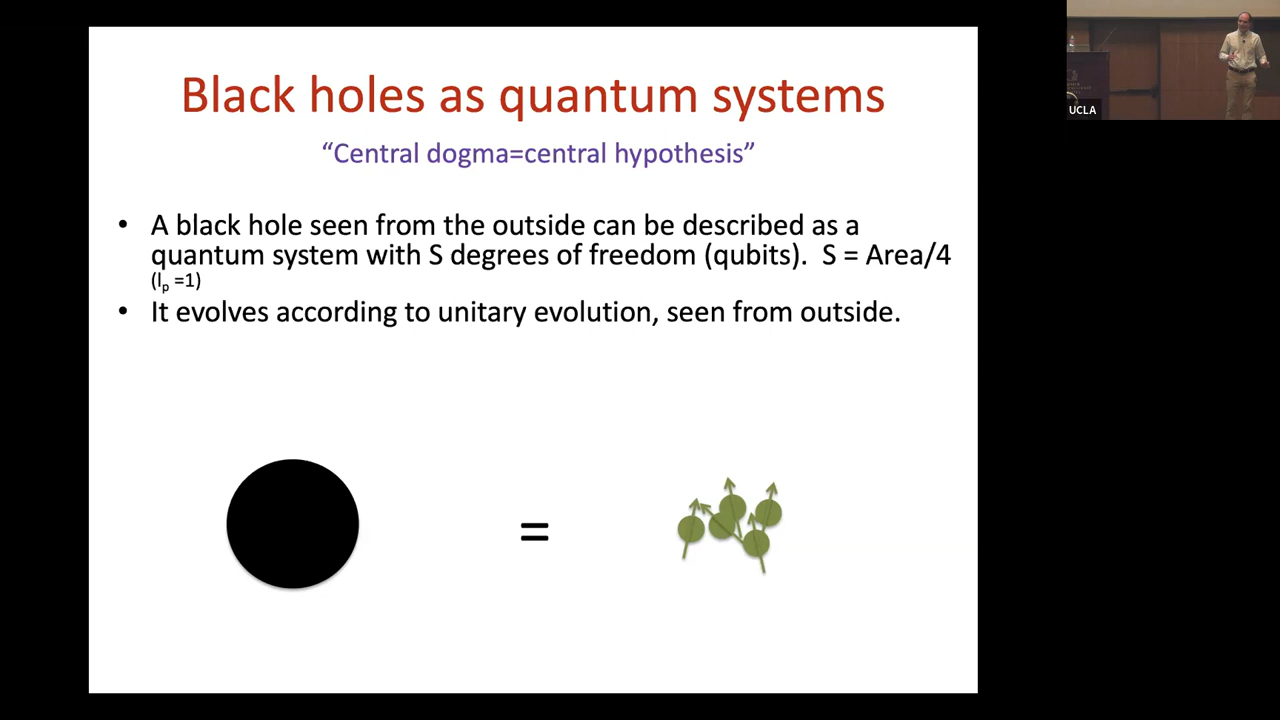 Black holes as quantum systems
“Central dogma=central hypothesis”
• A black hole seen from the outside can be described as a
quantum system with S degrees of freedom (qubits). S = Area/4
(lₚ =1)
• It evolves according to unitary evolution, seen from outside.
=
UCLA